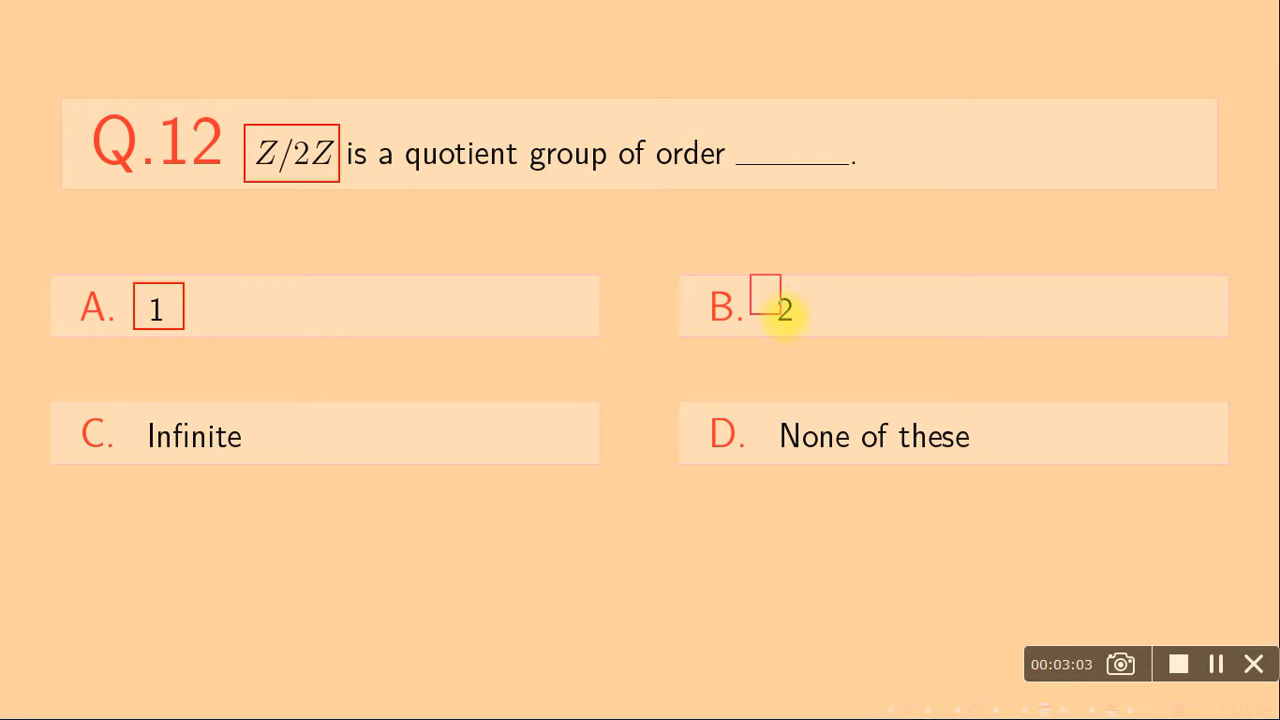 Q.12 Z/2Z is a quotient group of order ________.
A. 1
B. 2
C. Infinite
D. None of these
00:03:03